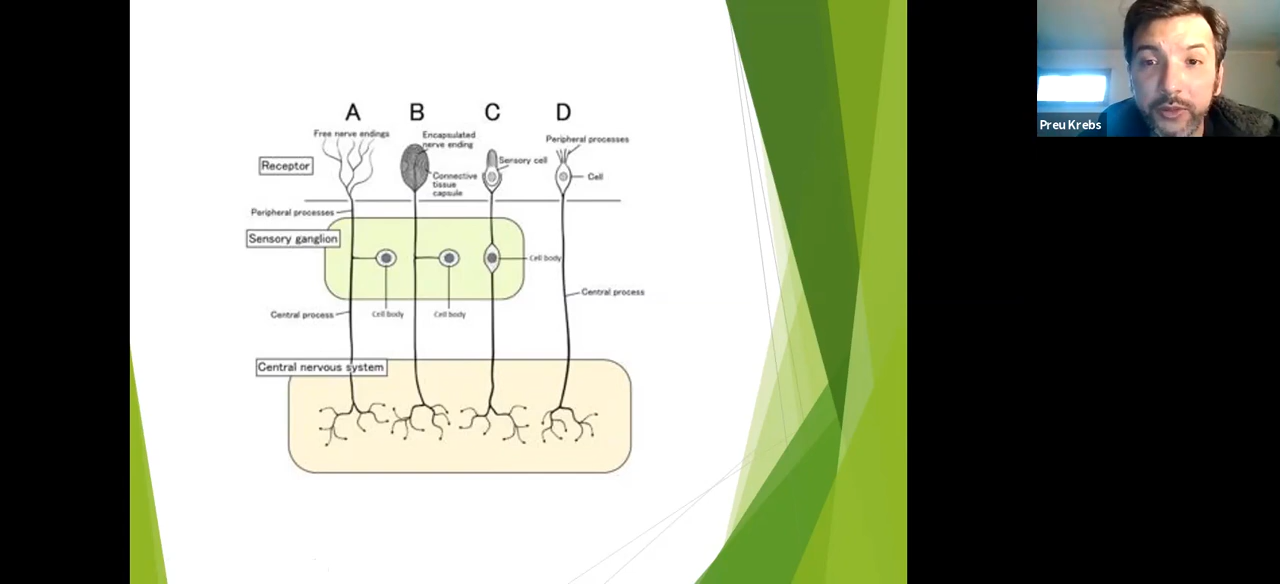 A B C D
Free nerve endings
Encapsulated
nerve ending
Peripheral processes
Receptor
Sensory cell
Connective
tissue
capsule
Cell
Peripheral processes
Sensory ganglion
Cell body
Central process
Central process
Cell body
Cell body
Central nervous system
Preu Krebs